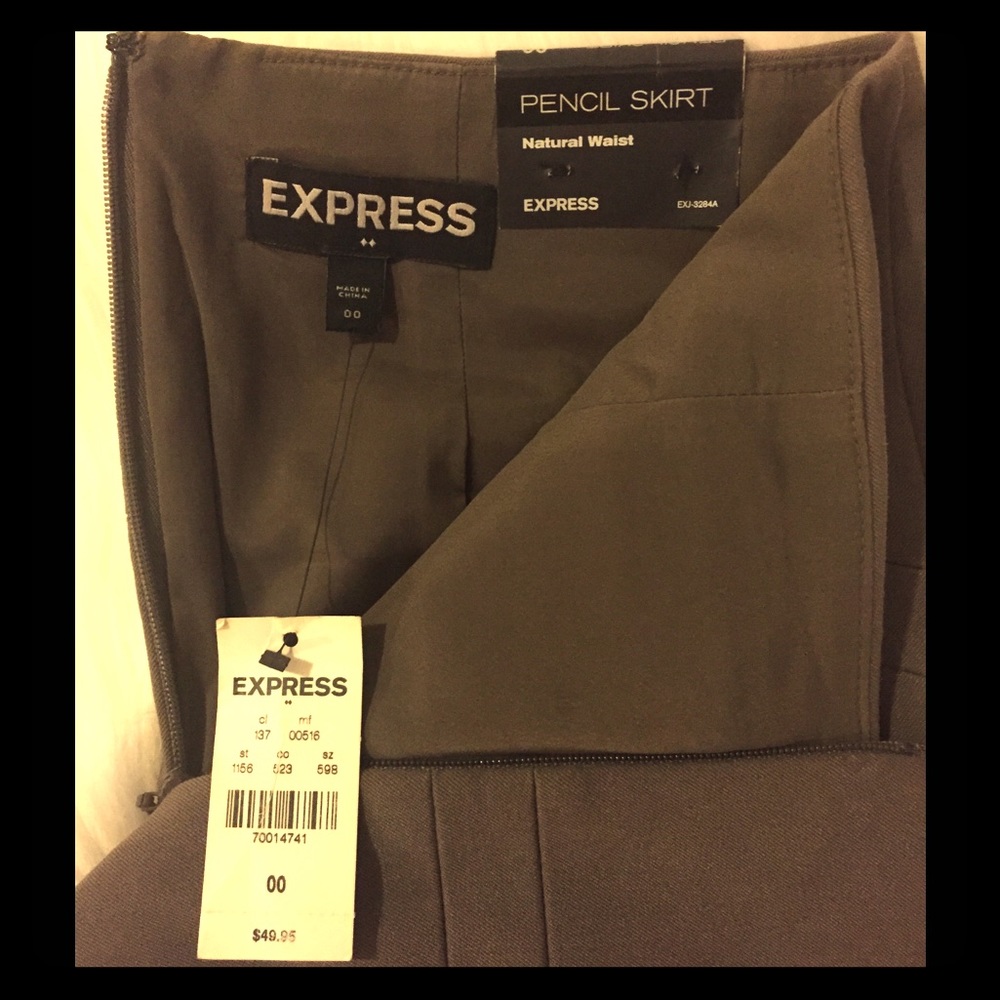 PENCIL SKIRT
Natural Waist
EXPRESS
EXJ-3284A
EXPRESS
MADE IN
CHINA
00
EXPRESS
cl mf
137 00516
st co sz
1156 523 598
70014741
00
$49.95